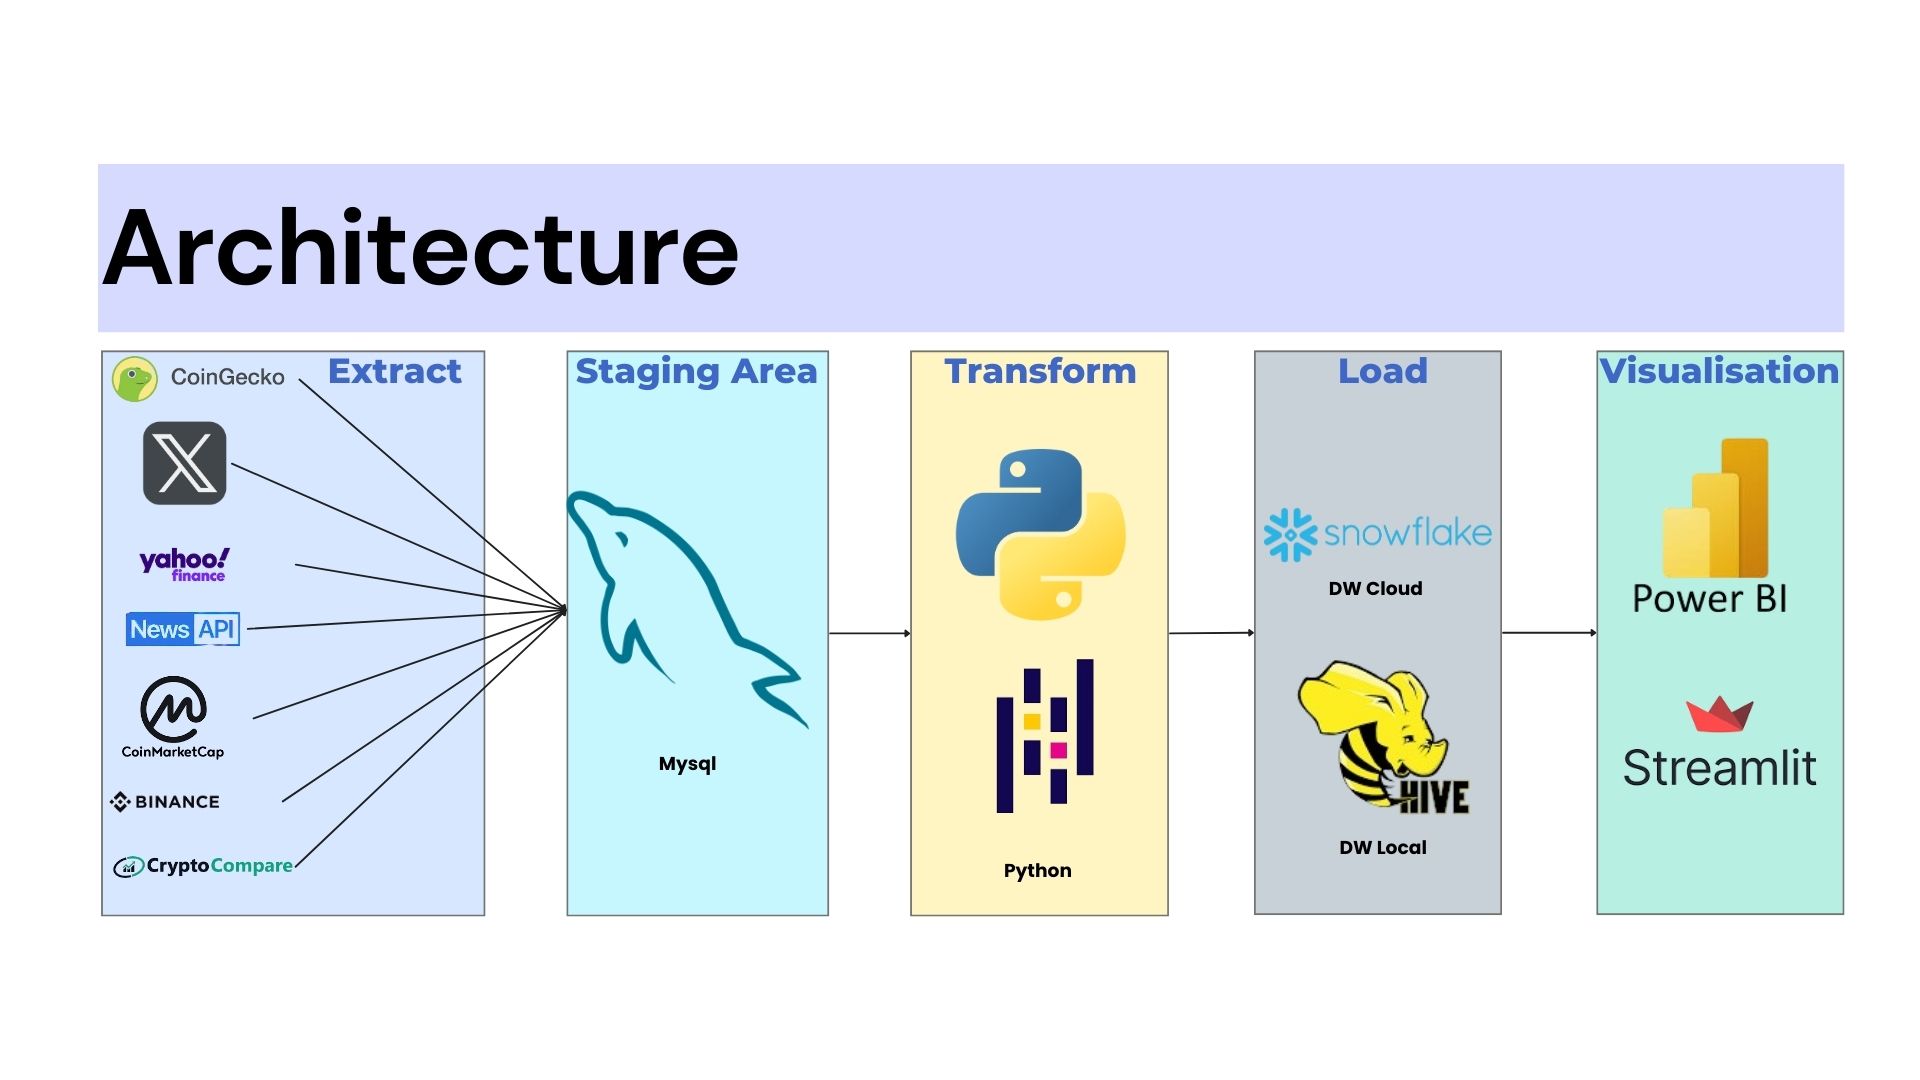 Architecture
CoinGecko
Extract
X
yahoo!
finance
News API
CoinMarketCap
BINANCE
CryptoCompare
Staging Area
Mysql
Transform
Python
Load
snowflake
DW Cloud
HIVE
DW Local
Visualisation
Power BI
Streamlit